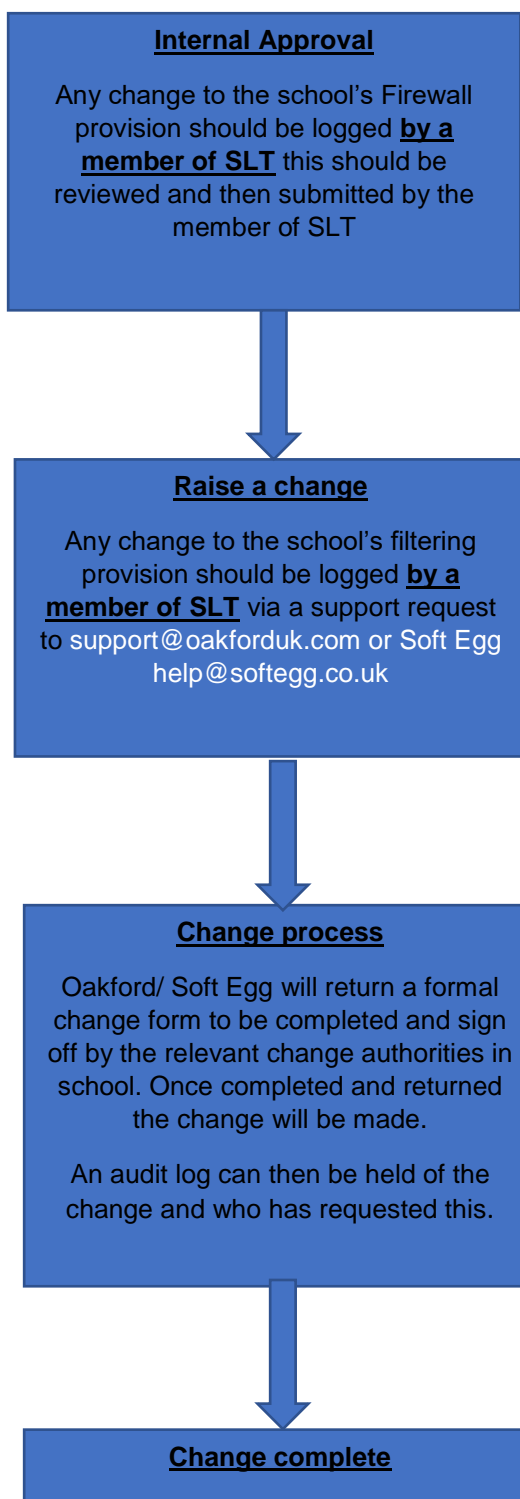 Internal Approval
Any change to the school's Firewall
provision should be logged by a
member of SLT this should be
reviewed and then submitted by the
member of SLT
Raise a change
Any change to the school's filtering
provision should be logged by a
member of SLT via a support request
to support@oakforduk.com or Soft Egg
help@softegg.co.uk
Change process
Oakford/ Soft Egg will return a formal
change form to be completed and sign
off by the relevant change authorities in
school. Once completed and returned
the change will be made.
An audit log can then be held of the
change and who has requested this.
Change complete